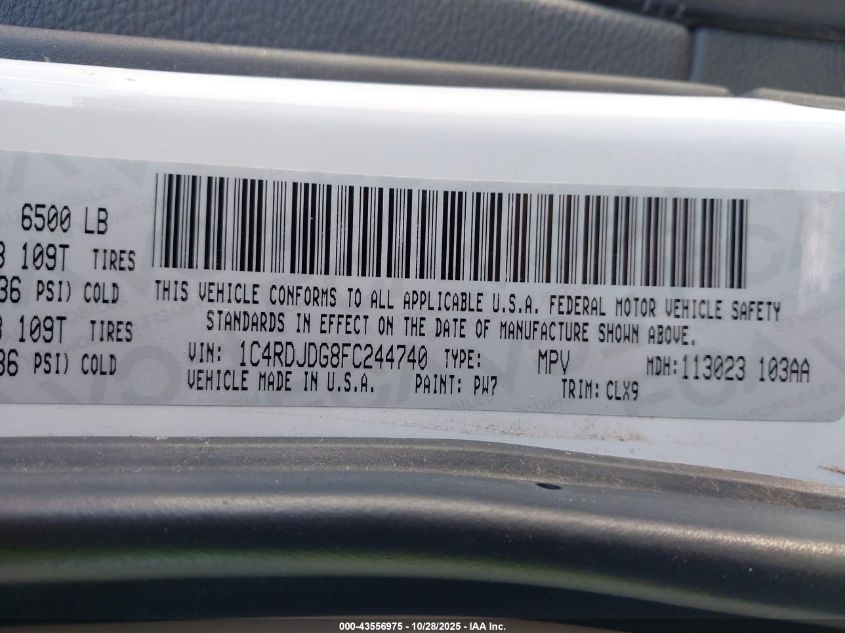 6500 LB
109T TIRES
36 PSI) COLD
109T TIRES
36 PSI) COLD
THIS VEHICLE CONFORMS TO ALL APPLICABLE U.S.A. FEDERAL MOTOR VEHICLE SAFETY
STANDARDS IN EFFECT ON THE DATE OF MANUFACTURE SHOWN ABOVE.
VIN: 1C4RDJDG8FC244740 TYPE: MPV MDH: 113023 103AA
VEHICLE MADE IN U.S.A. PAINT: PW7 TRIM: CLX9
000-43556975 - 10/28/2025 - IAA Inc.